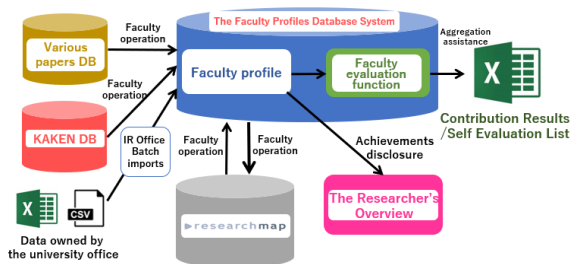 The Faculty Profiles Database System
Various
papers DB
Faculty
operation
Faculty profile
Faculty
evaluation
function
Aggregation
assistance
X
Contribution Results
/Self Evaluation List
Faculty
operation
KAKEN DB
IR Office
Batch
imports
Faculty
operation
Faculty
operation
Achievements
disclosure
X
CSV
Data owned by
the university office
researchmap
The Researcher's
Overview